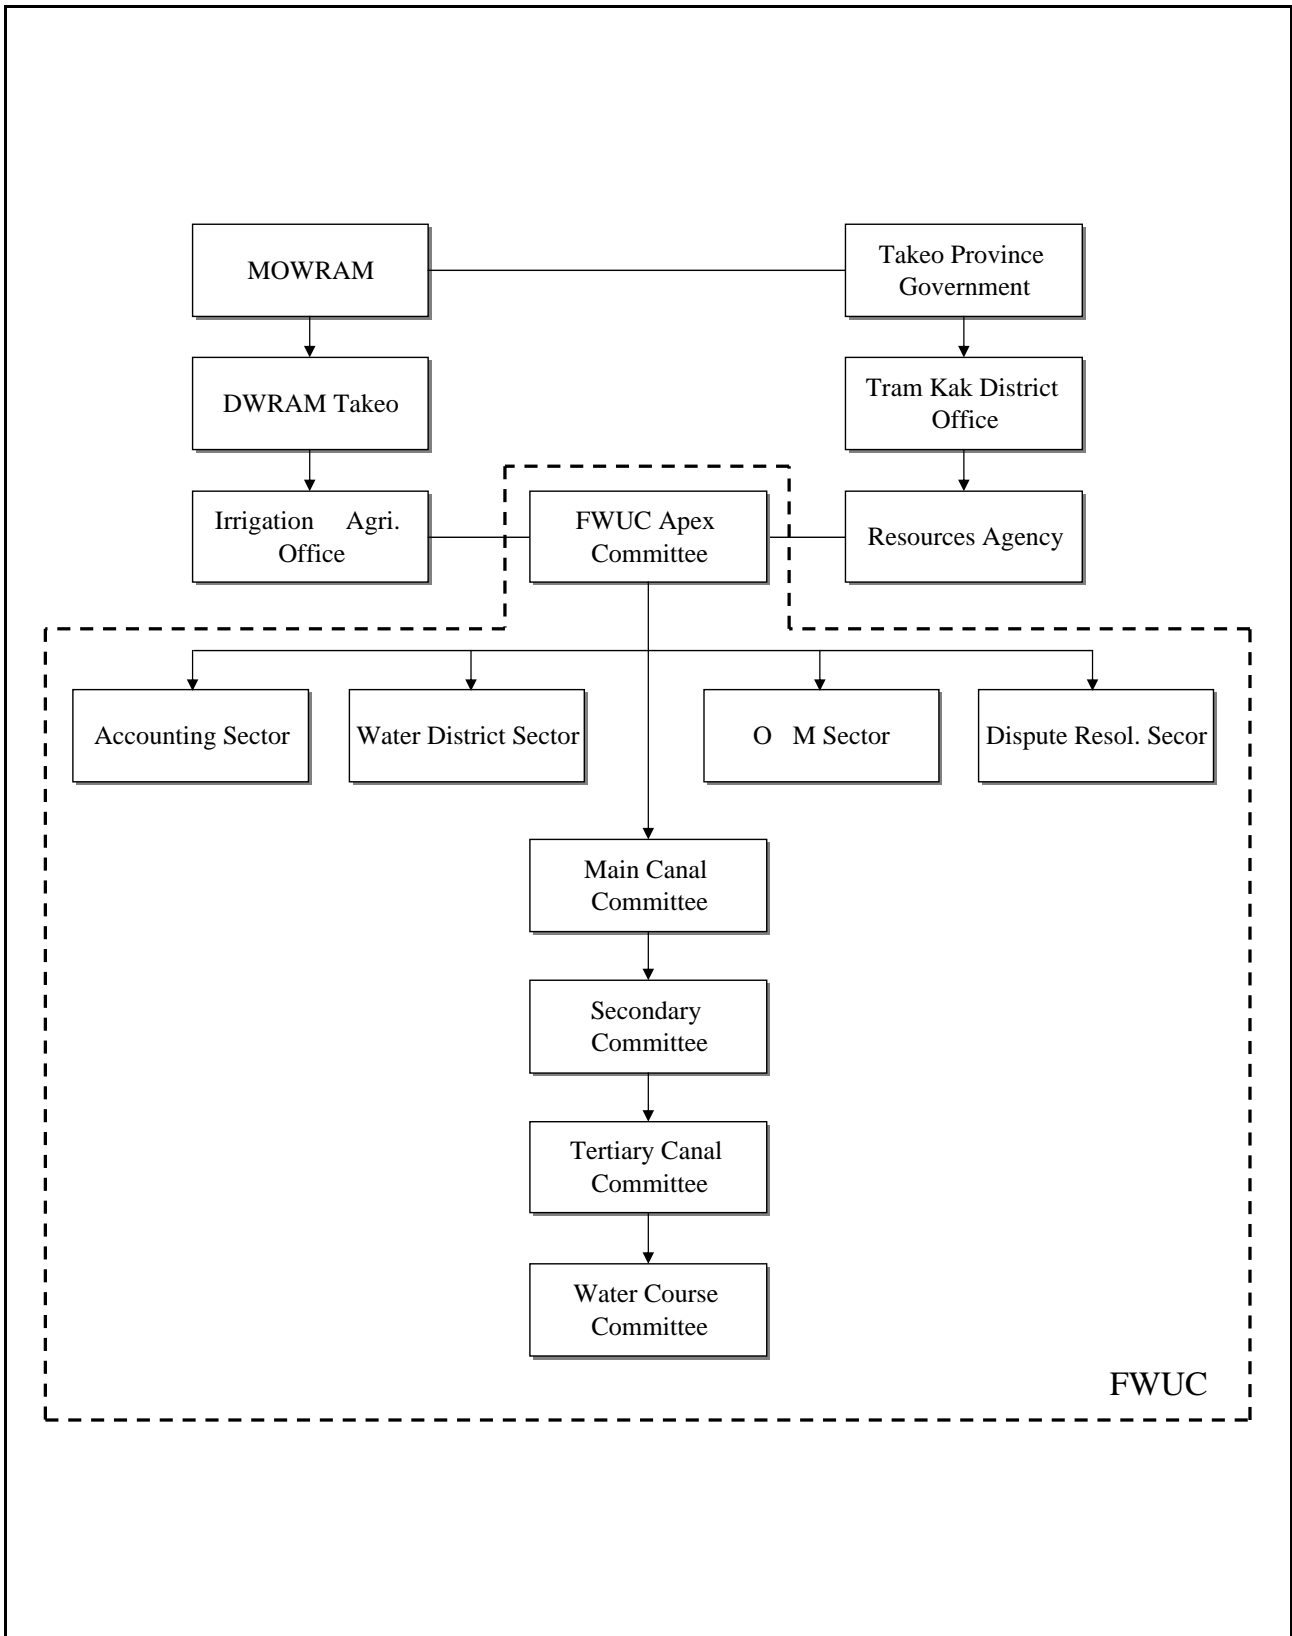 MOWRAM
Takeo Province
Government
DWRAM Takeo
Tram Kak District
Office
Irrigation Agri.
Office
FWUC Apex
Committee
Resources Agency
Accounting Sector
Water District Sector
O M Sector
Dispute Resol. Secor
Main Canal
Committee
Secondary
Committee
Tertiary Canal
Committee
Water Course
Committee
FWUC